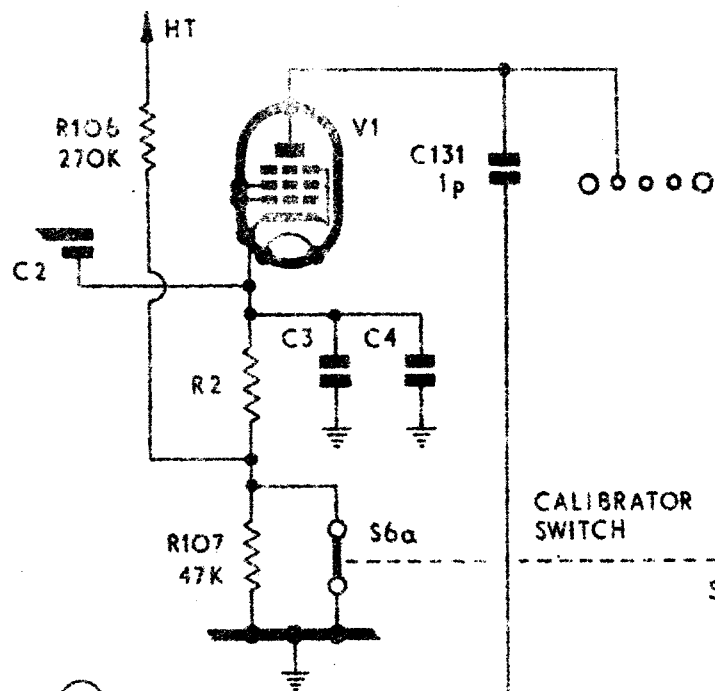 HT
R106
270K
V1
C131
1p
C2
C3
C4
R2
CALIBRATOR
SWITCH
S6a
R107
47K
S